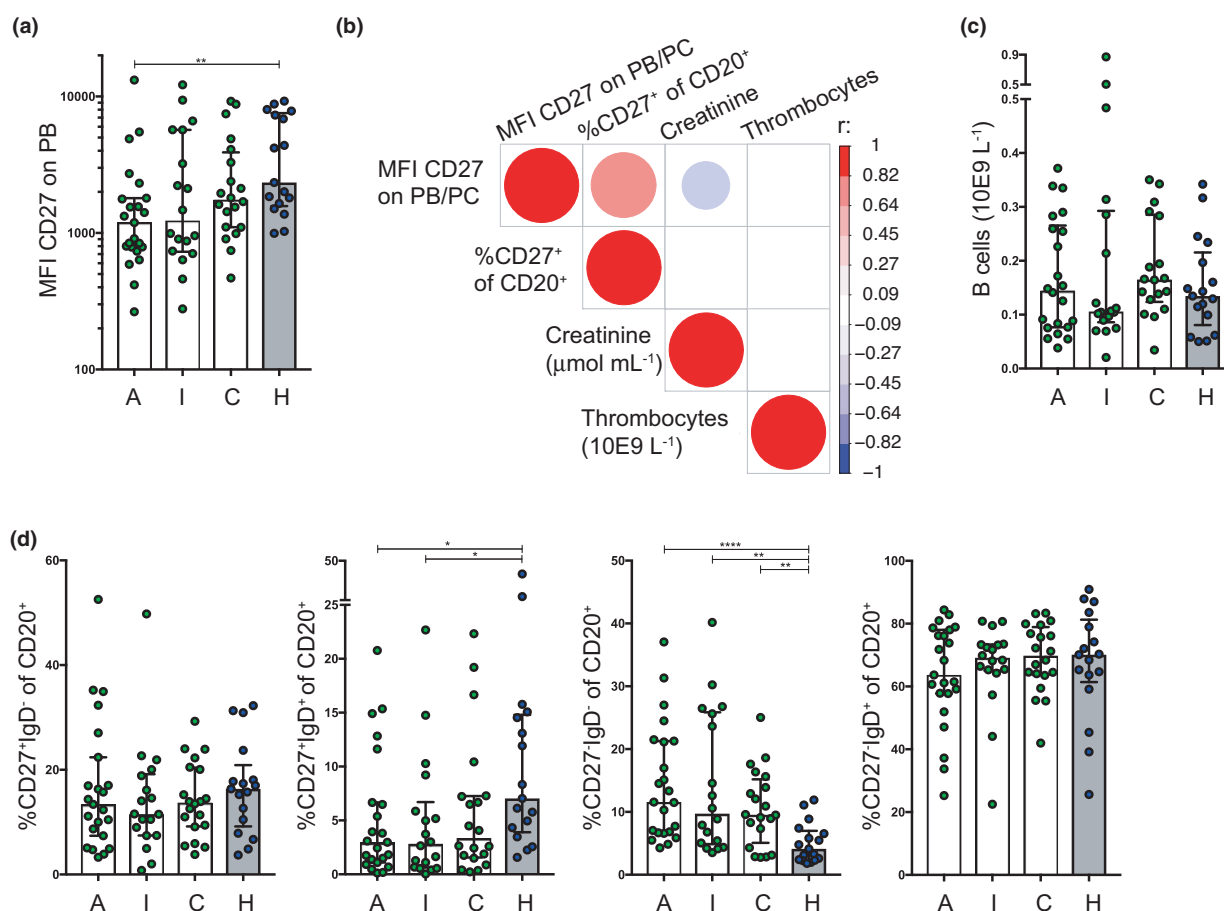 (a)
MFI CD27 on PB
10000
1000
100
**
A I C H
(b)
MFI CD27 on PB/PC
%CD27⁺ of CD20⁺
Creatinine
Thrombocytes
MFI CD27
on PB/PC
%CD27⁺
of CD20⁺
Creatinine
(μmol mL⁻¹)
Thrombocytes
(10E9 L⁻¹)
r:
1
0.82
0.64
0.45
0.27
0.09
−0.09
−0.27
−0.45
−0.64
−0.82
−1
(c)
B cells (10E9 L⁻¹)
0.9
0.5
0.5
0.4
0.3
0.2
0.1
0.0
A I C H
(d)
%CD27⁺IgD⁻ of CD20⁺
60
40
20
0
A I C H
%CD27⁺IgD⁺ of CD20⁺
50
25
25
20
15
10
5
0
*
*
A I C H
%CD27⁻IgD⁻ of CD20⁺
50
40
30
20
10
0
****
**
**
A I C H
%CD27⁻IgD⁺ of CD20⁺
100
80
60
40
20
0
A I C H